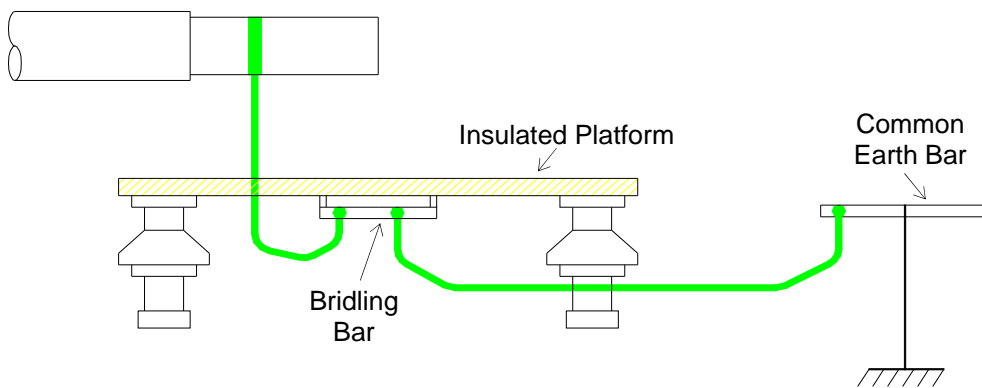 Insulated Platform
Common
Earth Bar
Bridling
Bar